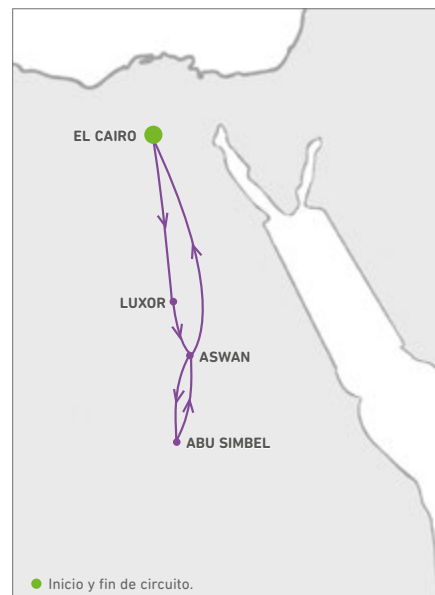 EL CAIRO
LUXOR
ASWAN
ABU SIMBEL
Inicio y fin de circuito.